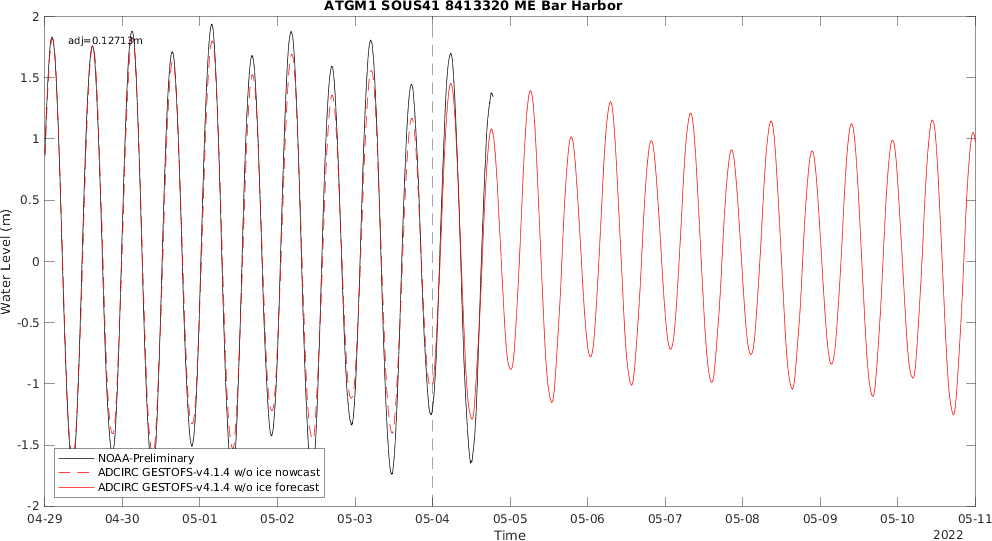 ATGM1 SOUS41 8413320 ME Bar Harbor
adj=0.12713m
2
1.5
1
0.5
0
-0.5
-1
-1.5
-2
Water Level (m)
NOAA-Preliminary
ADCIRC GESTOFS-v4.1.4 w/o ice nowcast
ADCIRC GESTOFS-v4.1.4 w/o ice forecast
04-29 04-30 05-01 05-02 05-03 05-04 05-05 05-06 05-07 05-08 05-09 05-10 05-11
Time
2022